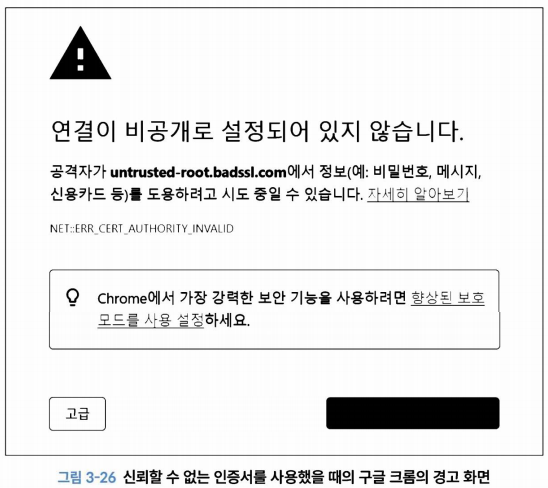 연결이 비공개로 설정되어 있지 않습니다.
공격자가 untrusted-root.badssl.com에서 정보(예: 비밀번호, 메시지,
신용카드 등)를 도용하려고 시도 중일 수 있습니다. 자세히 알아보기
NET::ERR_CERT_AUTHORITY_INVALID
Chrome에서 가장 강력한 보안 기능을 사용하려면 향상된 보호
모드를 사용 설정하세요.
고급
그림 3-26 신뢰할 수 없는 인증서를 사용했을 때의 구글 크롬의 경고 화면